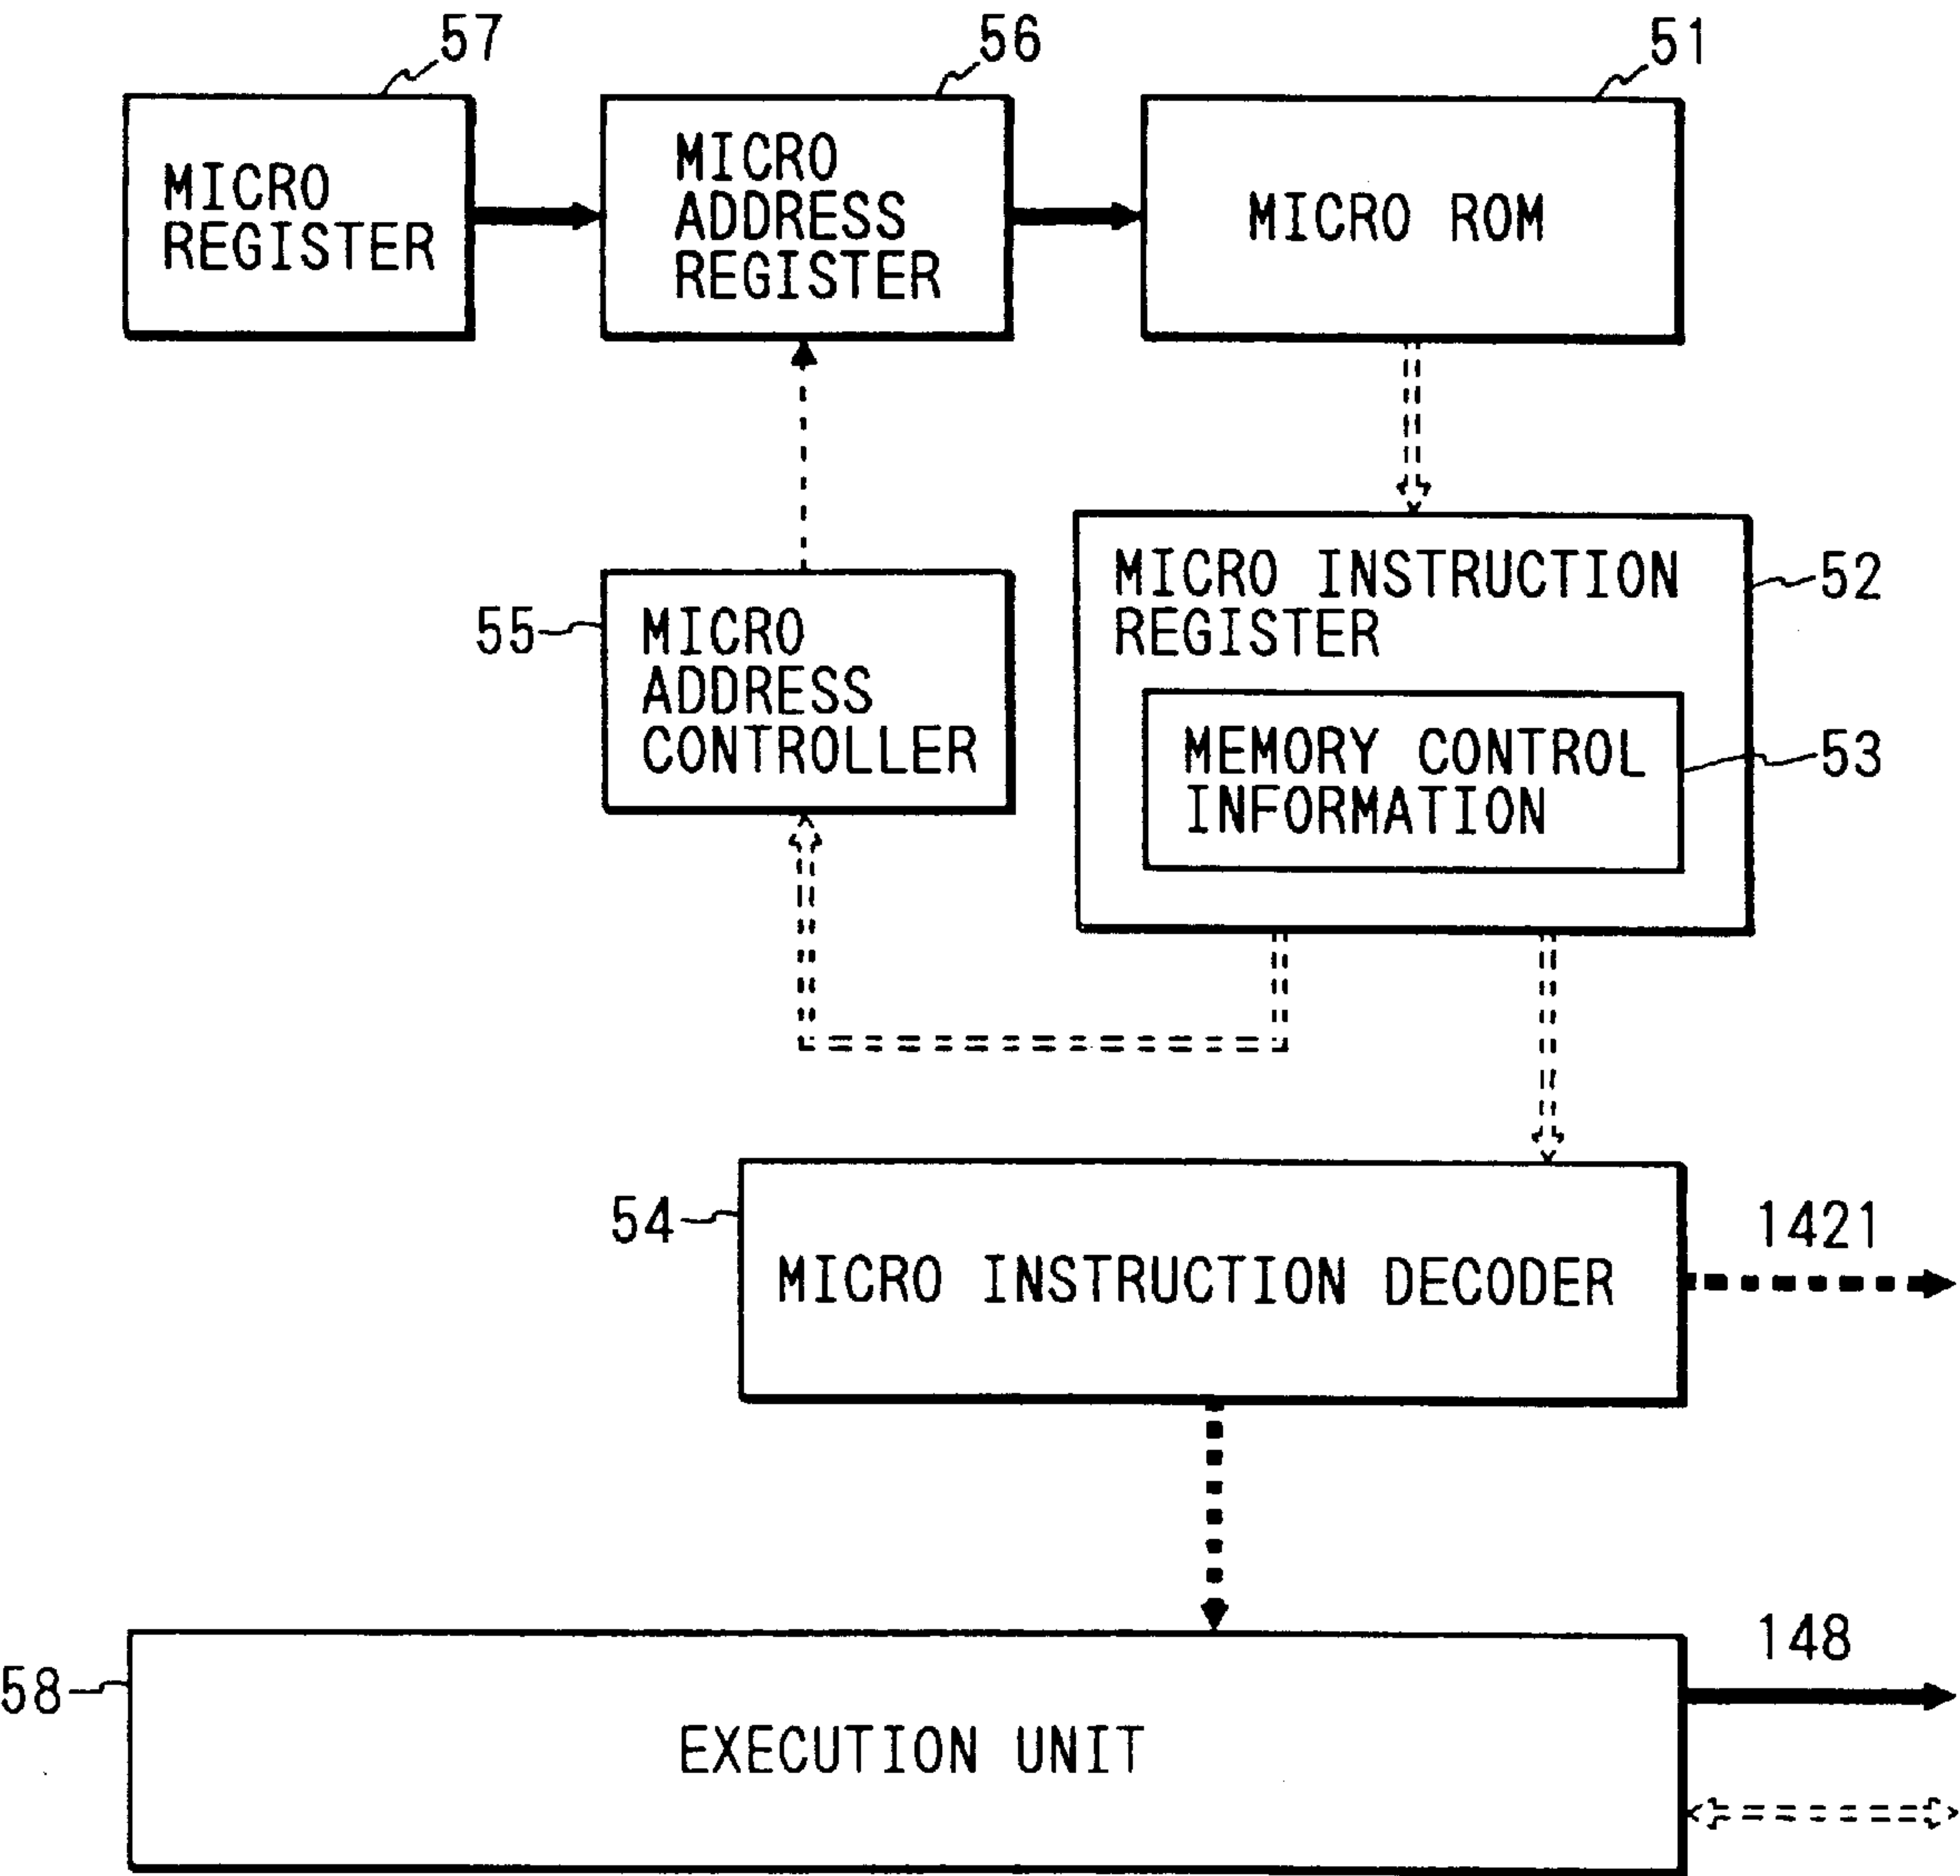 57
56
51
MICRO
REGISTER
MICRO
ADDRESS
REGISTER
MICRO ROM
MICRO INSTRUCTION
REGISTER
52
55
MICRO
ADDRESS
CONTROLLER
MEMORY CONTROL
INFORMATION
53
54
MICRO INSTRUCTION DECODER
1421
58
EXECUTION UNIT
148